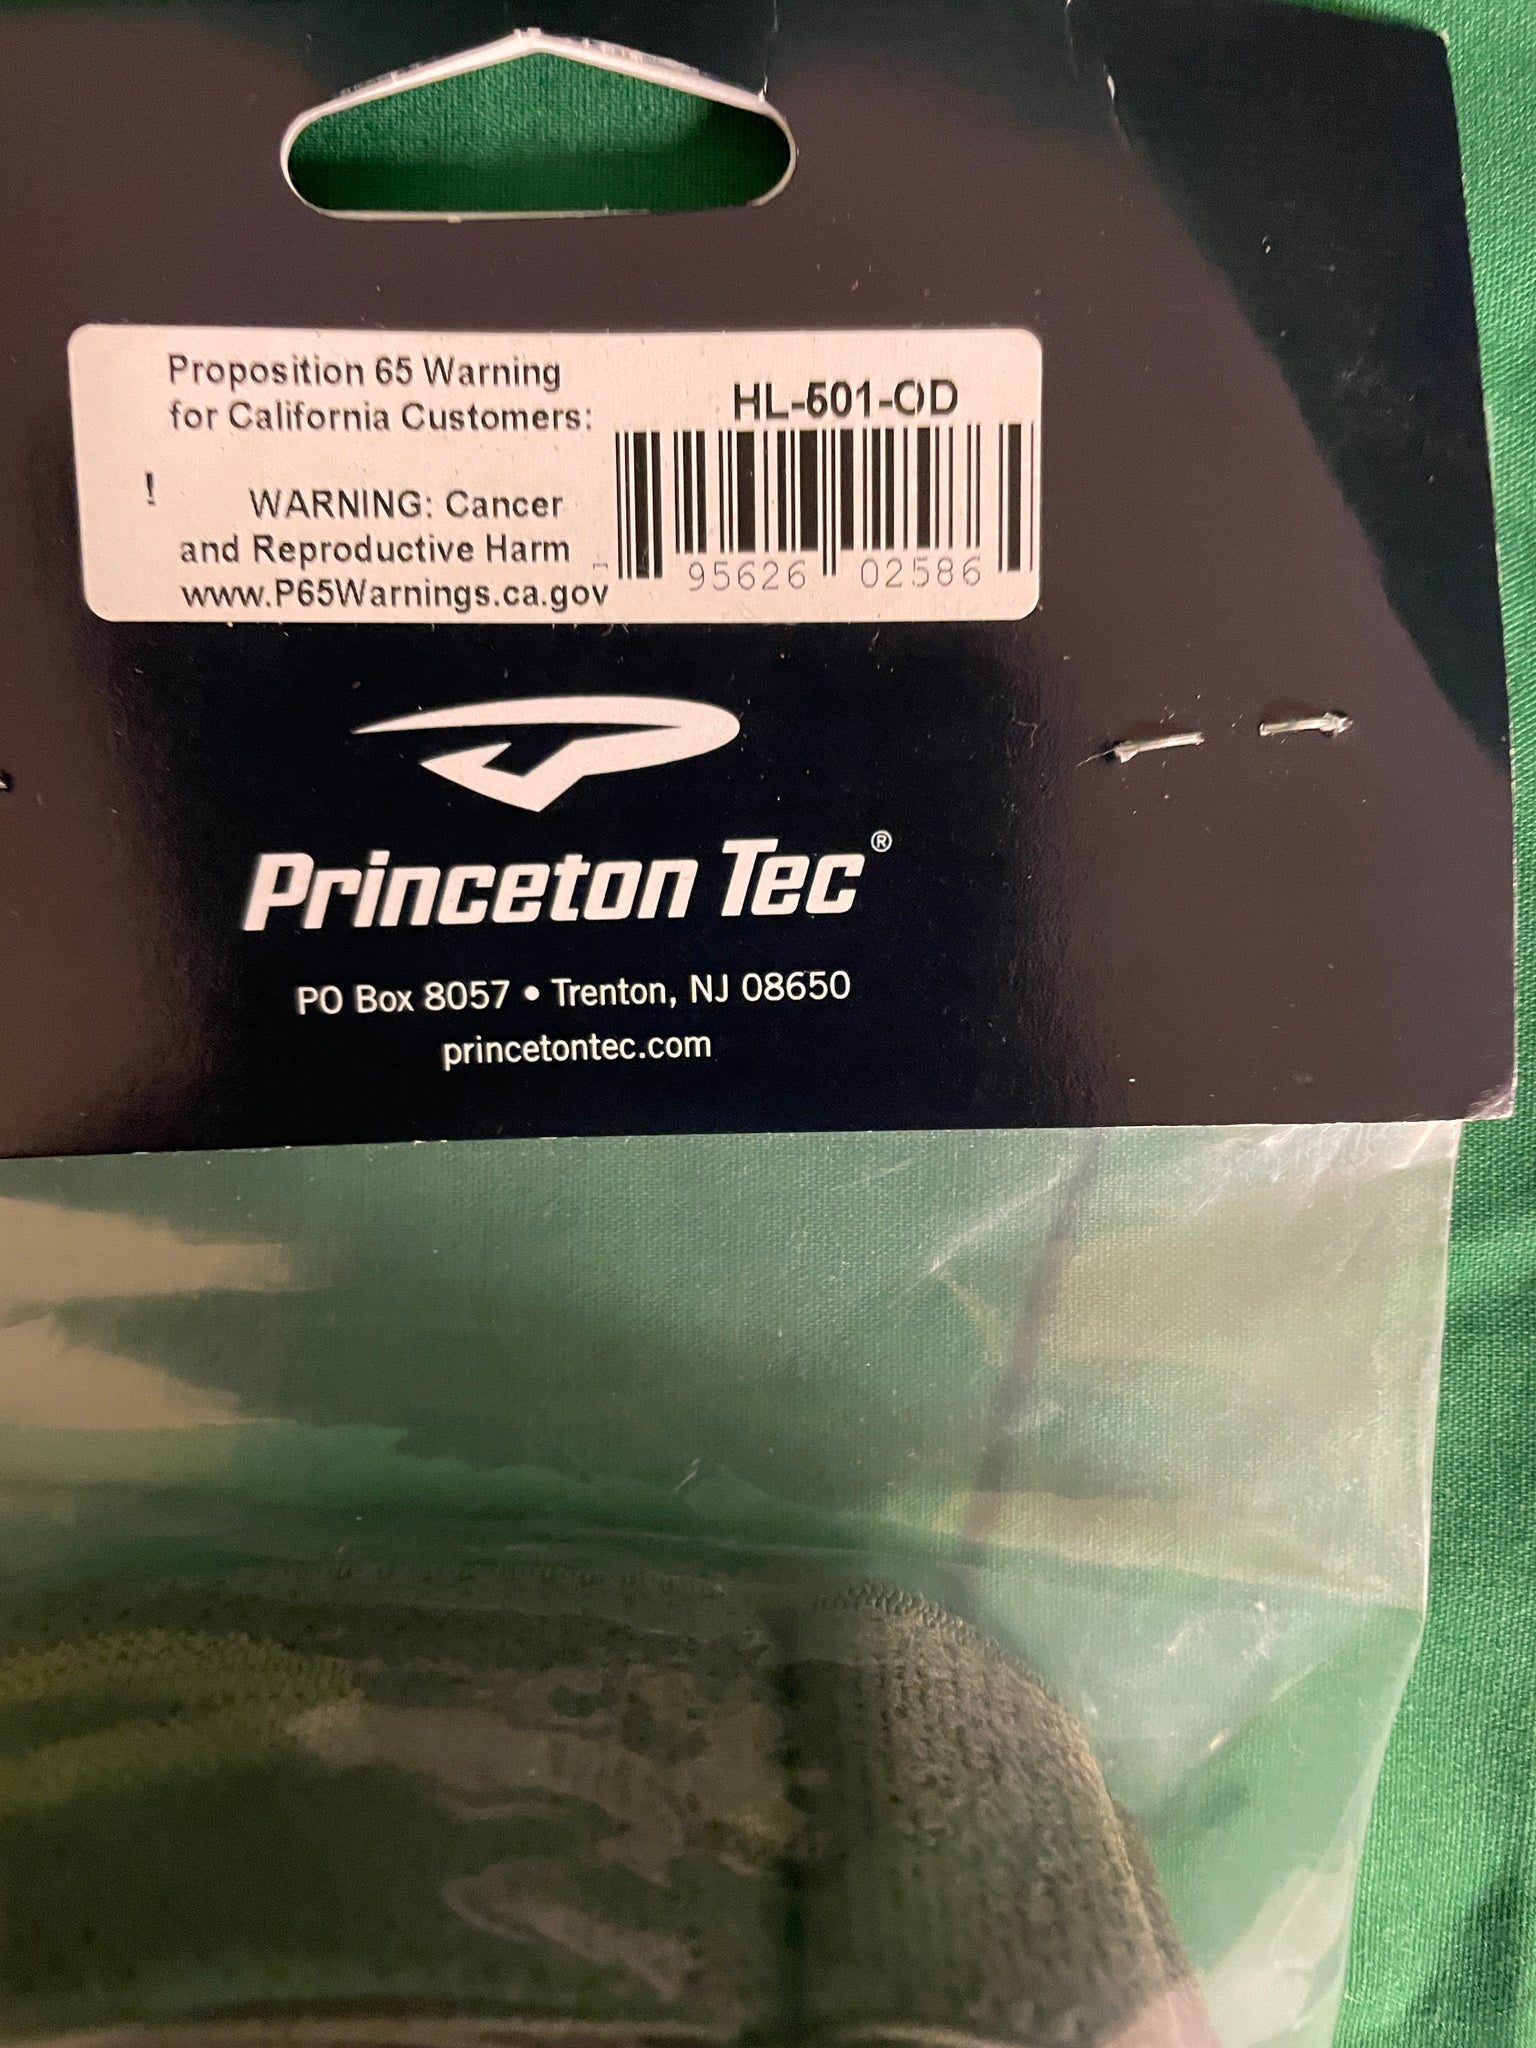 Proposition 65 Warning
for California Customers:
! WARNING: Cancer
and Reproductive Harm
www.P65Warnings.ca.gov
HL-501-OD
95626 02586
Princeton Tec®
PO Box 8057 • Trenton, NJ 08650
princetontec.com